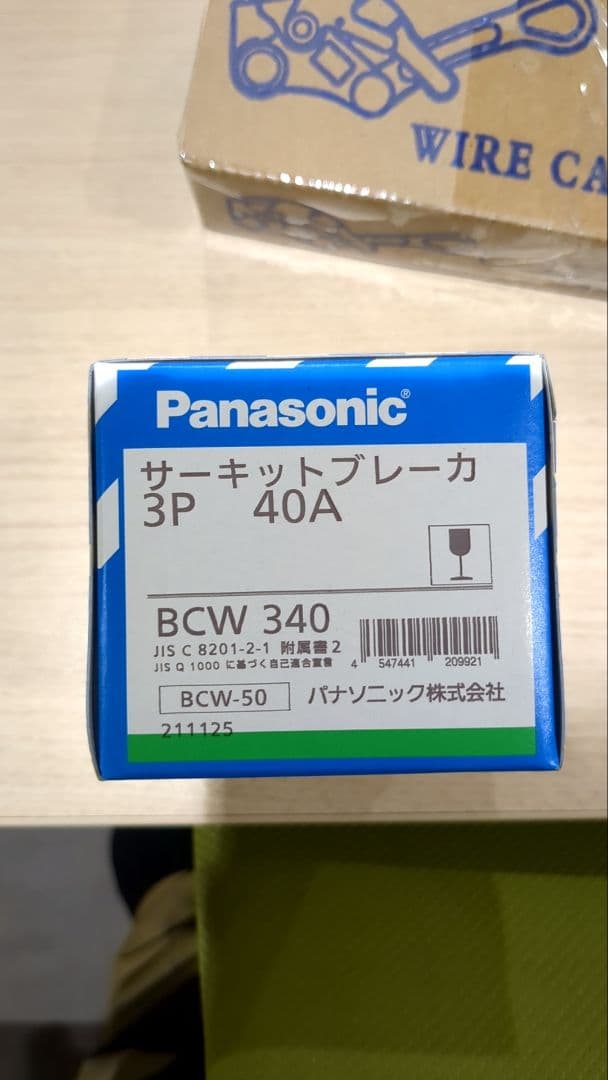 WIRE CA
Panasonic®
サーキットブレーカ
3P 40A
BCW 340
JIS C 8201-2-1 附属書2
JIS Q 1000 に基づく自己適合宣言
4 547441 209921
BCW-50 パナソニック株式会社
211125